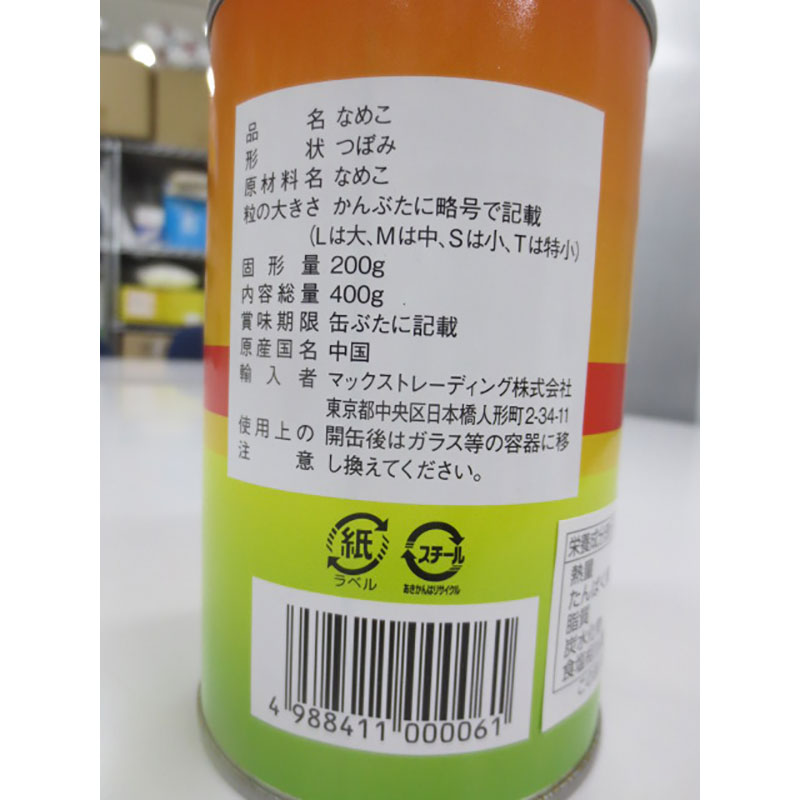 品名 なめこ
形状 つぼみ
原材料名 なめこ
粒の大きさ かんぶたに略号で記載
(Lは大、Mは中、Sは小、Tは特小)
固形量 200g
内容総量 400g
賞味期限 缶ぶたに記載
原産国名 中国
輸入者 マックストレーディング株式会社
東京都中央区日本橋人形町2-34-11
使用上の注意 開缶後はガラス等の容器に移
し換えてください。
紙
ラベル
スチール
あきかんはリサイクル
4 988411 000061
栄養成分
熱量
たんぱく
脂質
炭水化
食塩